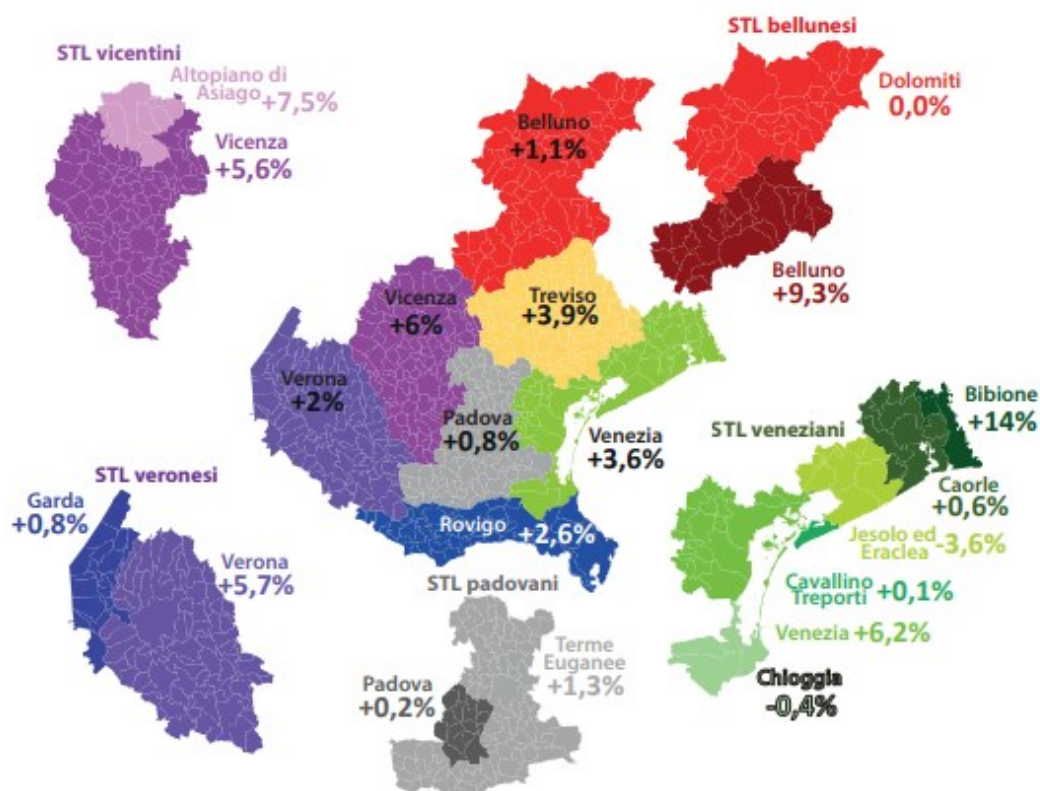 STL vicentini
Altopiano di
Asiago +7,5%
Vicenza
+5,6%
STL bellunesi
Dolomiti
0,0%
Belluno
+9,3%
Belluno
+1,1%
Vicenza
+6%
Treviso
+3,9%
Verona
+2%
Padova
+0,8%
Venezia
+3,6%
Rovigo +2,6%
STL veronesi
Garda
+0,8%
Verona
+5,7%
STL padovani
Terme
Euganee
+1,3%
Padova
+0,2%
STL veneziani
Bibione
+14%
Caorle
+0,6%
Jesolo ed
Eraclea -3,6%
Cavallino
Treporti +0,1%
Venezia +6,2%
Chioggia
-0,4%